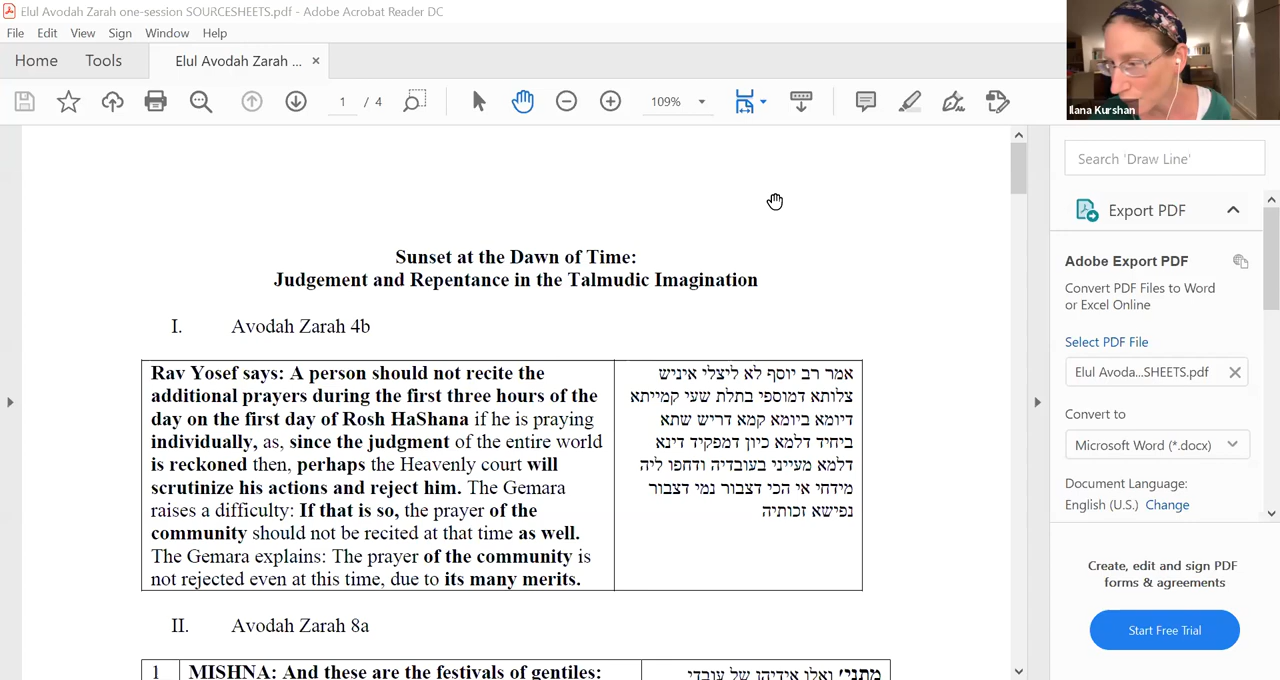 Elul Avodah Zarah one-session SOURCESHEETS.pdf - Adobe Acrobat Reader DC
File Edit View Sign Window Help
Home Tools Elul Avodah Zarah ... ×
1 / 4 109%
Ilana Kurshan
Search 'Draw Line'
Export PDF
Adobe Export PDF
Convert PDF Files to Word
or Excel Online
Select PDF File
Elul Avoda...SHEETS.pdf
Convert to
Microsoft Word (*.docx)
Document Language:
English (U.S.) Change
Create, edit and sign PDF
forms & agreements
Start Free Trial
Sunset at the Dawn of Time:
Judgement and Repentance in the Talmudic Imagination
I. Avodah Zarah 4b
Rav Yosef says: A person should not recite the
additional prayers during the first three hours of the
day on the first day of Rosh HaShana if he is praying
individually, as, since the judgment of the entire world
is reckoned then, perhaps the Heavenly court will
scrutinize his actions and reject him. The Gemara
raises a difficulty: If that is so, the prayer of the
community should not be recited at that time as well.
The Gemara explains: The prayer of the community is
not rejected even at this time, due to its many merits.
אמר רב יוסף לא ליצלי איניש
צלותא דמוספי בתלת שעי קמייתא
דיומא ביומא קמא דריש שתא
ביחיד דלמא כיון דמפקיד דינא
דלמא מעייני בעובדיה ודחפו ליה
מידחי אי הכי דצבור נמי דצבור
נפישא זכותיה
II. Avodah Zarah 8a
1 MISHNA: And these are the festivals of gentiles:
מתני׳ ואלו אידיהן של עובדי